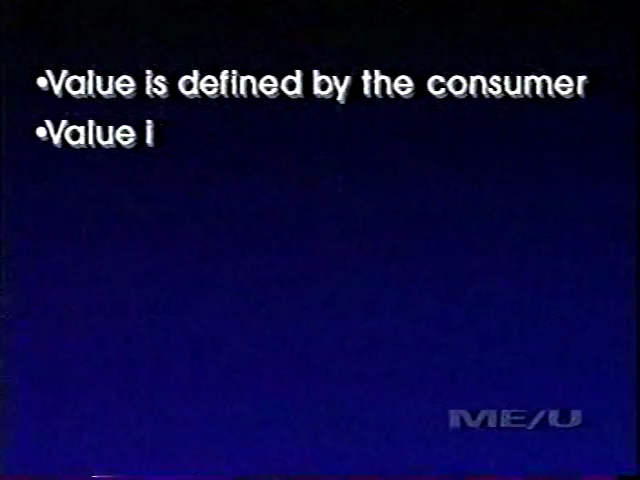 •Value is defined by the consumer
•Value i
ME/U